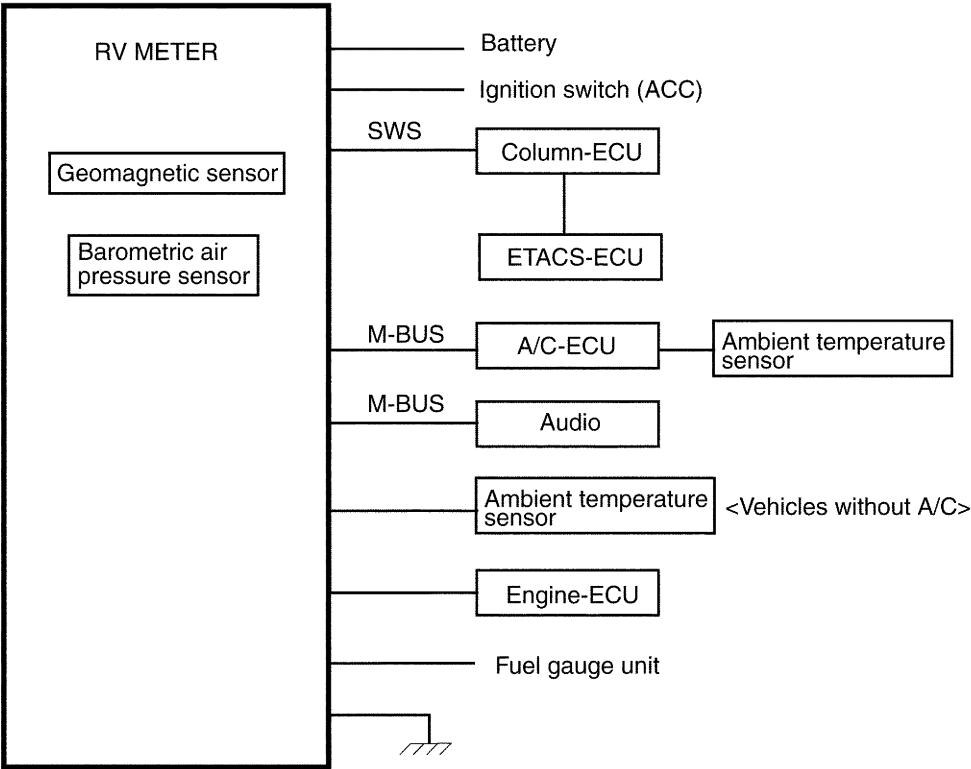 RV METER
Battery
Ignition switch (ACC)
SWS
Column-ECU
Geomagnetic sensor
ETACS-ECU
Barometric air
pressure sensor
M-BUS
A/C-ECU
Ambient temperature
sensor
M-BUS
Audio
Ambient temperature
sensor
<Vehicles without A/C>
Engine-ECU
Fuel gauge unit